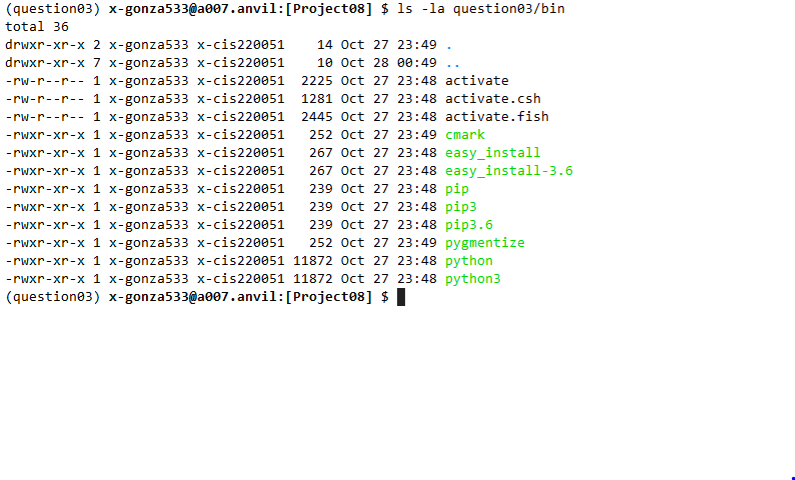 (question03) x-gonza533@a007.anvil:[Project08] $ ls -la question03/bin
total 36
drwxr-xr-x 2 x-gonza533 x-cis220051    14 Oct 27 23:49 .
drwxr-xr-x 7 x-gonza533 x-cis220051    10 Oct 28 00:49 ..
-rw-r--r-- 1 x-gonza533 x-cis220051  2225 Oct 27 23:48 activate
-rw-r--r-- 1 x-gonza533 x-cis220051  1281 Oct 27 23:48 activate.csh
-rw-r--r-- 1 x-gonza533 x-cis220051  2445 Oct 27 23:48 activate.fish
-rwxr-xr-x 1 x-gonza533 x-cis220051   252 Oct 27 23:49 cmark
-rwxr-xr-x 1 x-gonza533 x-cis220051   267 Oct 27 23:48 easy_install
-rwxr-xr-x 1 x-gonza533 x-cis220051   267 Oct 27 23:48 easy_install-3.6
-rwxr-xr-x 1 x-gonza533 x-cis220051   239 Oct 27 23:48 pip
-rwxr-xr-x 1 x-gonza533 x-cis220051   239 Oct 27 23:48 pip3
-rwxr-xr-x 1 x-gonza533 x-cis220051   239 Oct 27 23:48 pip3.6
-rwxr-xr-x 1 x-gonza533 x-cis220051   252 Oct 27 23:49 pygmentize
-rwxr-xr-x 1 x-gonza533 x-cis220051 11872 Oct 27 23:48 python
-rwxr-xr-x 1 x-gonza533 x-cis220051 11872 Oct 27 23:48 python3
(question03) x-gonza533@a007.anvil:[Project08] $